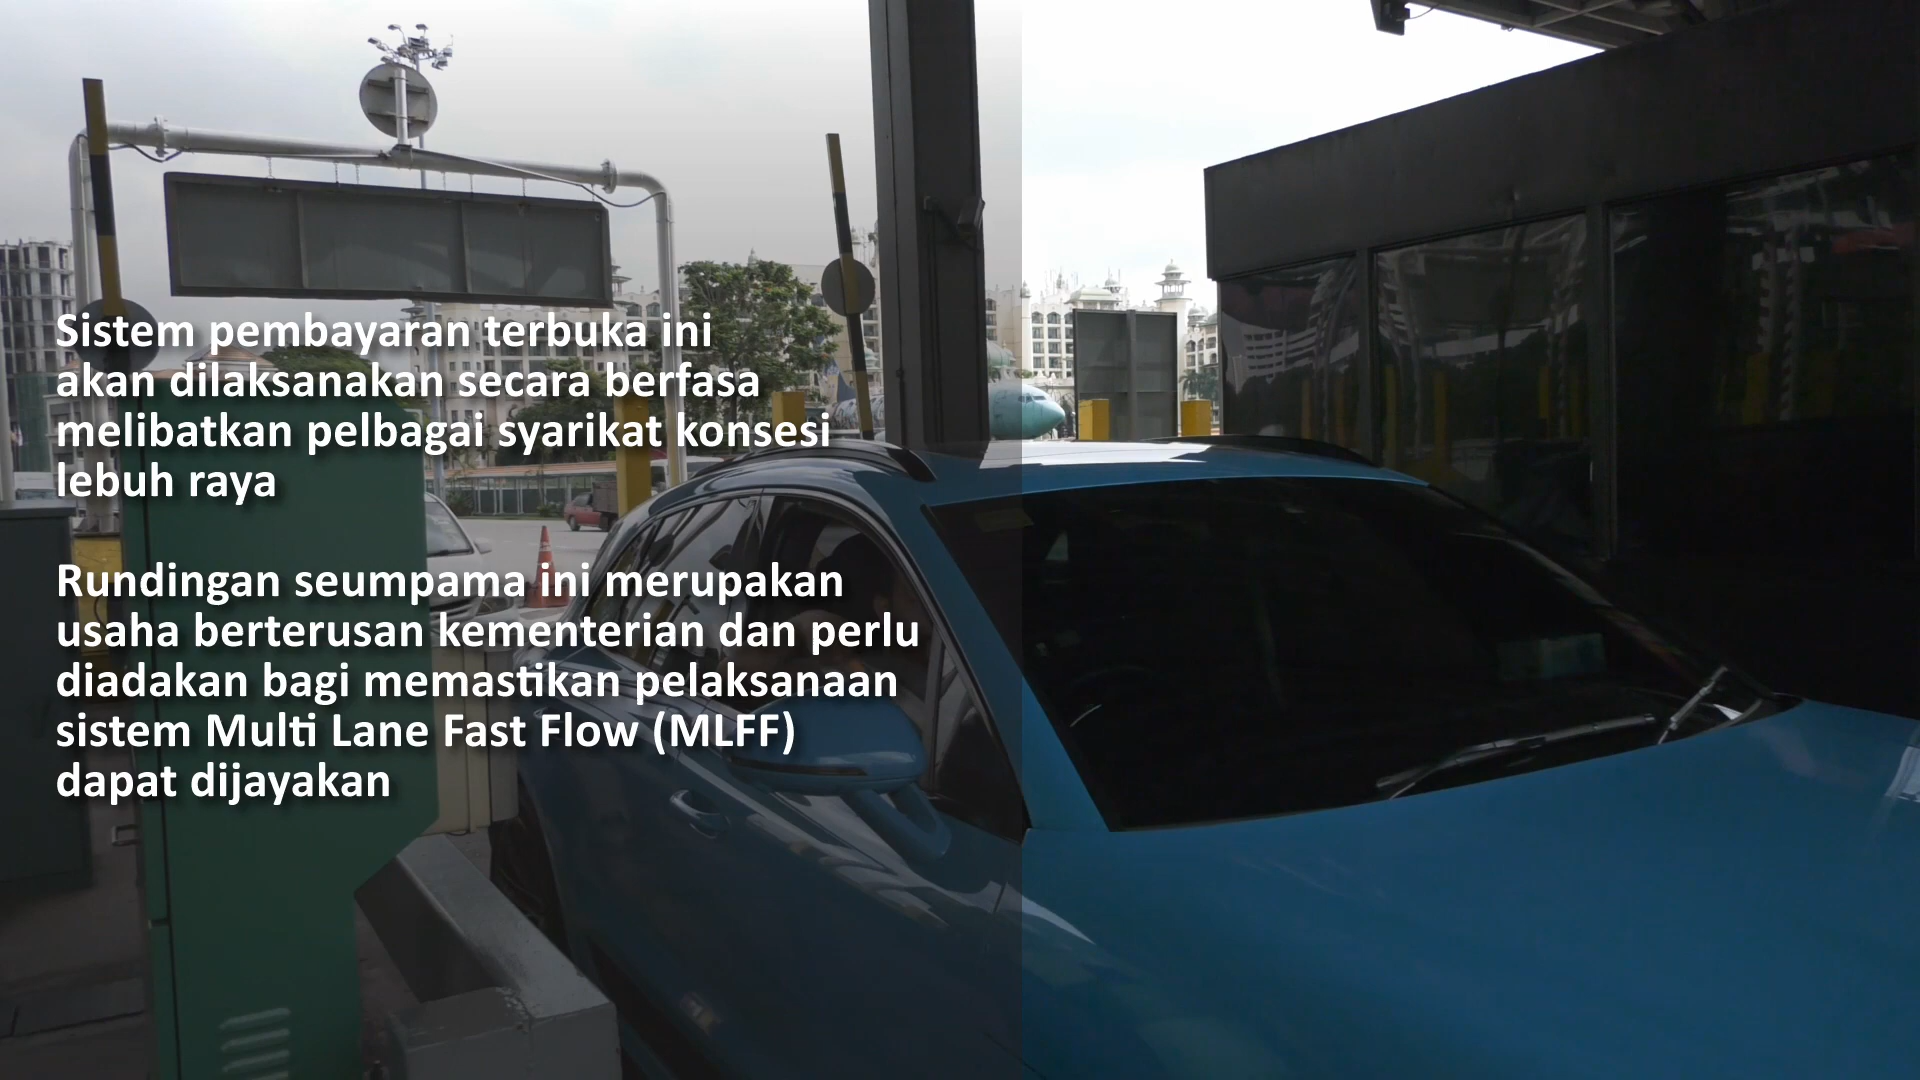 Sistem pembayaran terbuka ini
akan dilaksanakan secara berfasa
melibatkan pelbagai syarikat konsesi
lebuh raya
Rundingan seumpama ini merupakan
usaha berterusan kementerian dan perlu
diadakan bagi memastikan pelaksanaan
sistem Multi Lane Fast Flow (MLFF)
dapat dijayakan